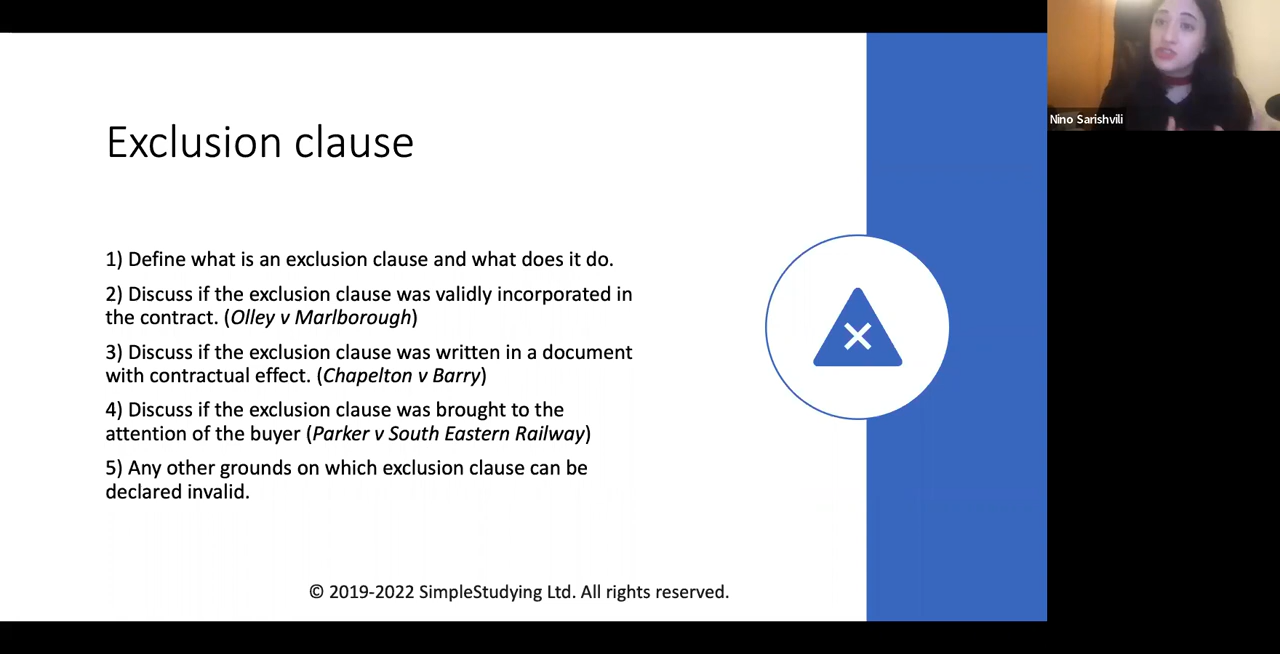 Exclusion clause
1) Define what is an exclusion clause and what does it do.
2) Discuss if the exclusion clause was validly incorporated in
the contract. (Olley v Marlborough)
3) Discuss if the exclusion clause was written in a document
with contractual effect. (Chapelton v Barry)
4) Discuss if the exclusion clause was brought to the
attention of the buyer (Parker v South Eastern Railway)
5) Any other grounds on which exclusion clause can be
declared invalid.
© 2019-2022 SimpleStudying Ltd. All rights reserved.
Nino Sarishvili